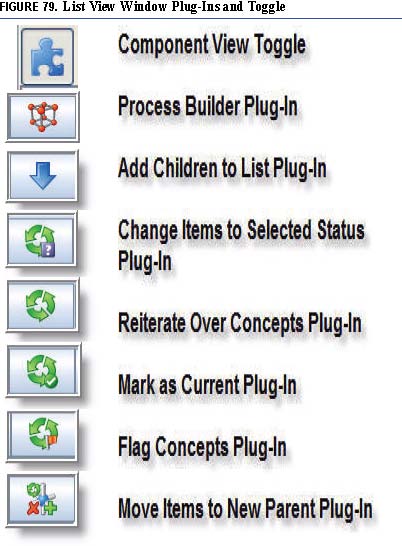 FIGURE 79. List View Window Plug-Ins and Toggle
Component View Toggle
Process Builder Plug-In
Add Children to List Plug-In
Change Items to Selected Status
Plug-In
?
Reiterate Over Concepts Plug-In
Mark as Current Plug-In
Flag Concepts Plug-In
Move Items to New Parent Plug-In